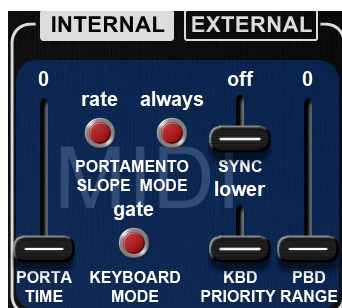 INTERNAL EXTERNAL
0 off 0
rate always
PORTAMENTO SYNC
SLOPE MODE
MIDI
lower
gate
PORTA KEYBOARD KBD PBD
TIME MODE PRIORITY RANGE